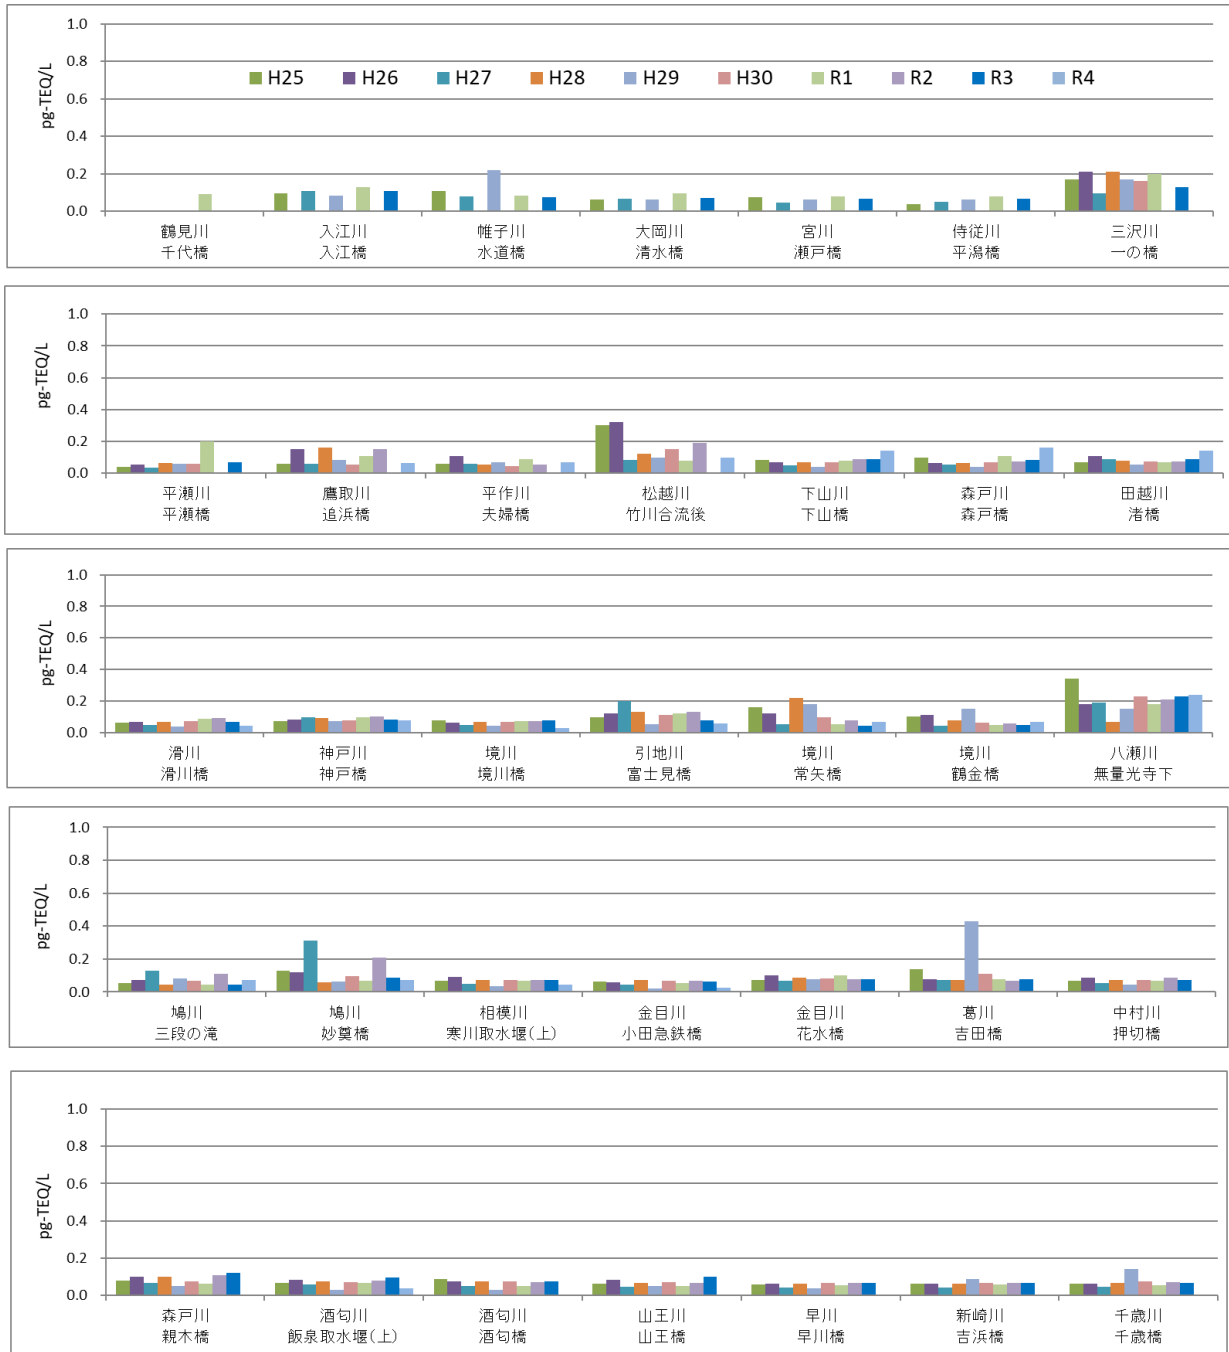 1.0
0.8
0.6
0.4
0.2
0.0
pg-TEQ/L
H25 H26 H27 H28 H29 H30 R1 R2 R3 R4
鶴見川 入江川 帷子川 大岡川 宮川 侍従川 三沢川
千代橋 入江橋 水道橋 清水橋 瀬戸橋 平潟橋 一の橋
1.0
0.8
0.6
0.4
0.2
0.0
pg-TEQ/L
平瀬川 鷹取川 平作川 松越川 下山川 森戸川 田越川
平瀬橋 追浜橋 夫婦橋 竹川合流後 下山橋 森戸橋 渚橋
1.0
0.8
0.6
0.4
0.2
0.0
pg-TEQ/L
滑川 神戸川 境川 引地川 境川 境川 八瀬川
滑川橋 神戸橋 境川橋 富士見橋 常矢橋 鶴金橋 無量光寺下
1.0
0.8
0.6
0.4
0.2
0.0
pg-TEQ/L
鳩川 鳩川 相模川 金目川 金目川 葛川 中村川
三段の滝 妙奠橋 寒川取水堰(上) 小田急鉄橋 花水橋 吉田橋 押切橋
1.0
0.8
0.6
0.4
0.2
0.0
pg-TEQ/L
森戸川 酒匂川 酒匂川 山王川 早川 新崎川 千歳川
親木橋 飯泉取水堰(上) 酒匂橋 山王橋 早川橋 吉浜橋 千歳橋